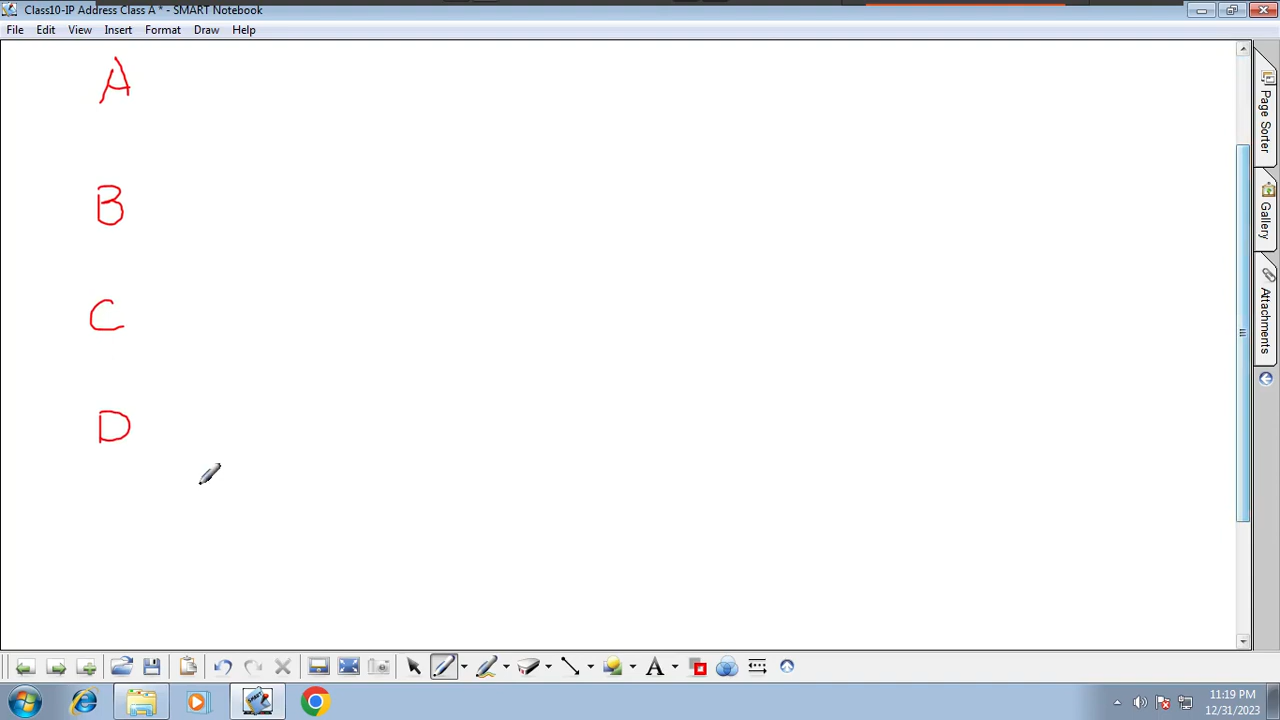 Class10-IP Address Class A * - SMART Notebook
File Edit View Insert Format Draw Help
A
B
C
D
Page Sorter
Gallery
Attachments
A
11:19 PM
12/31/2023